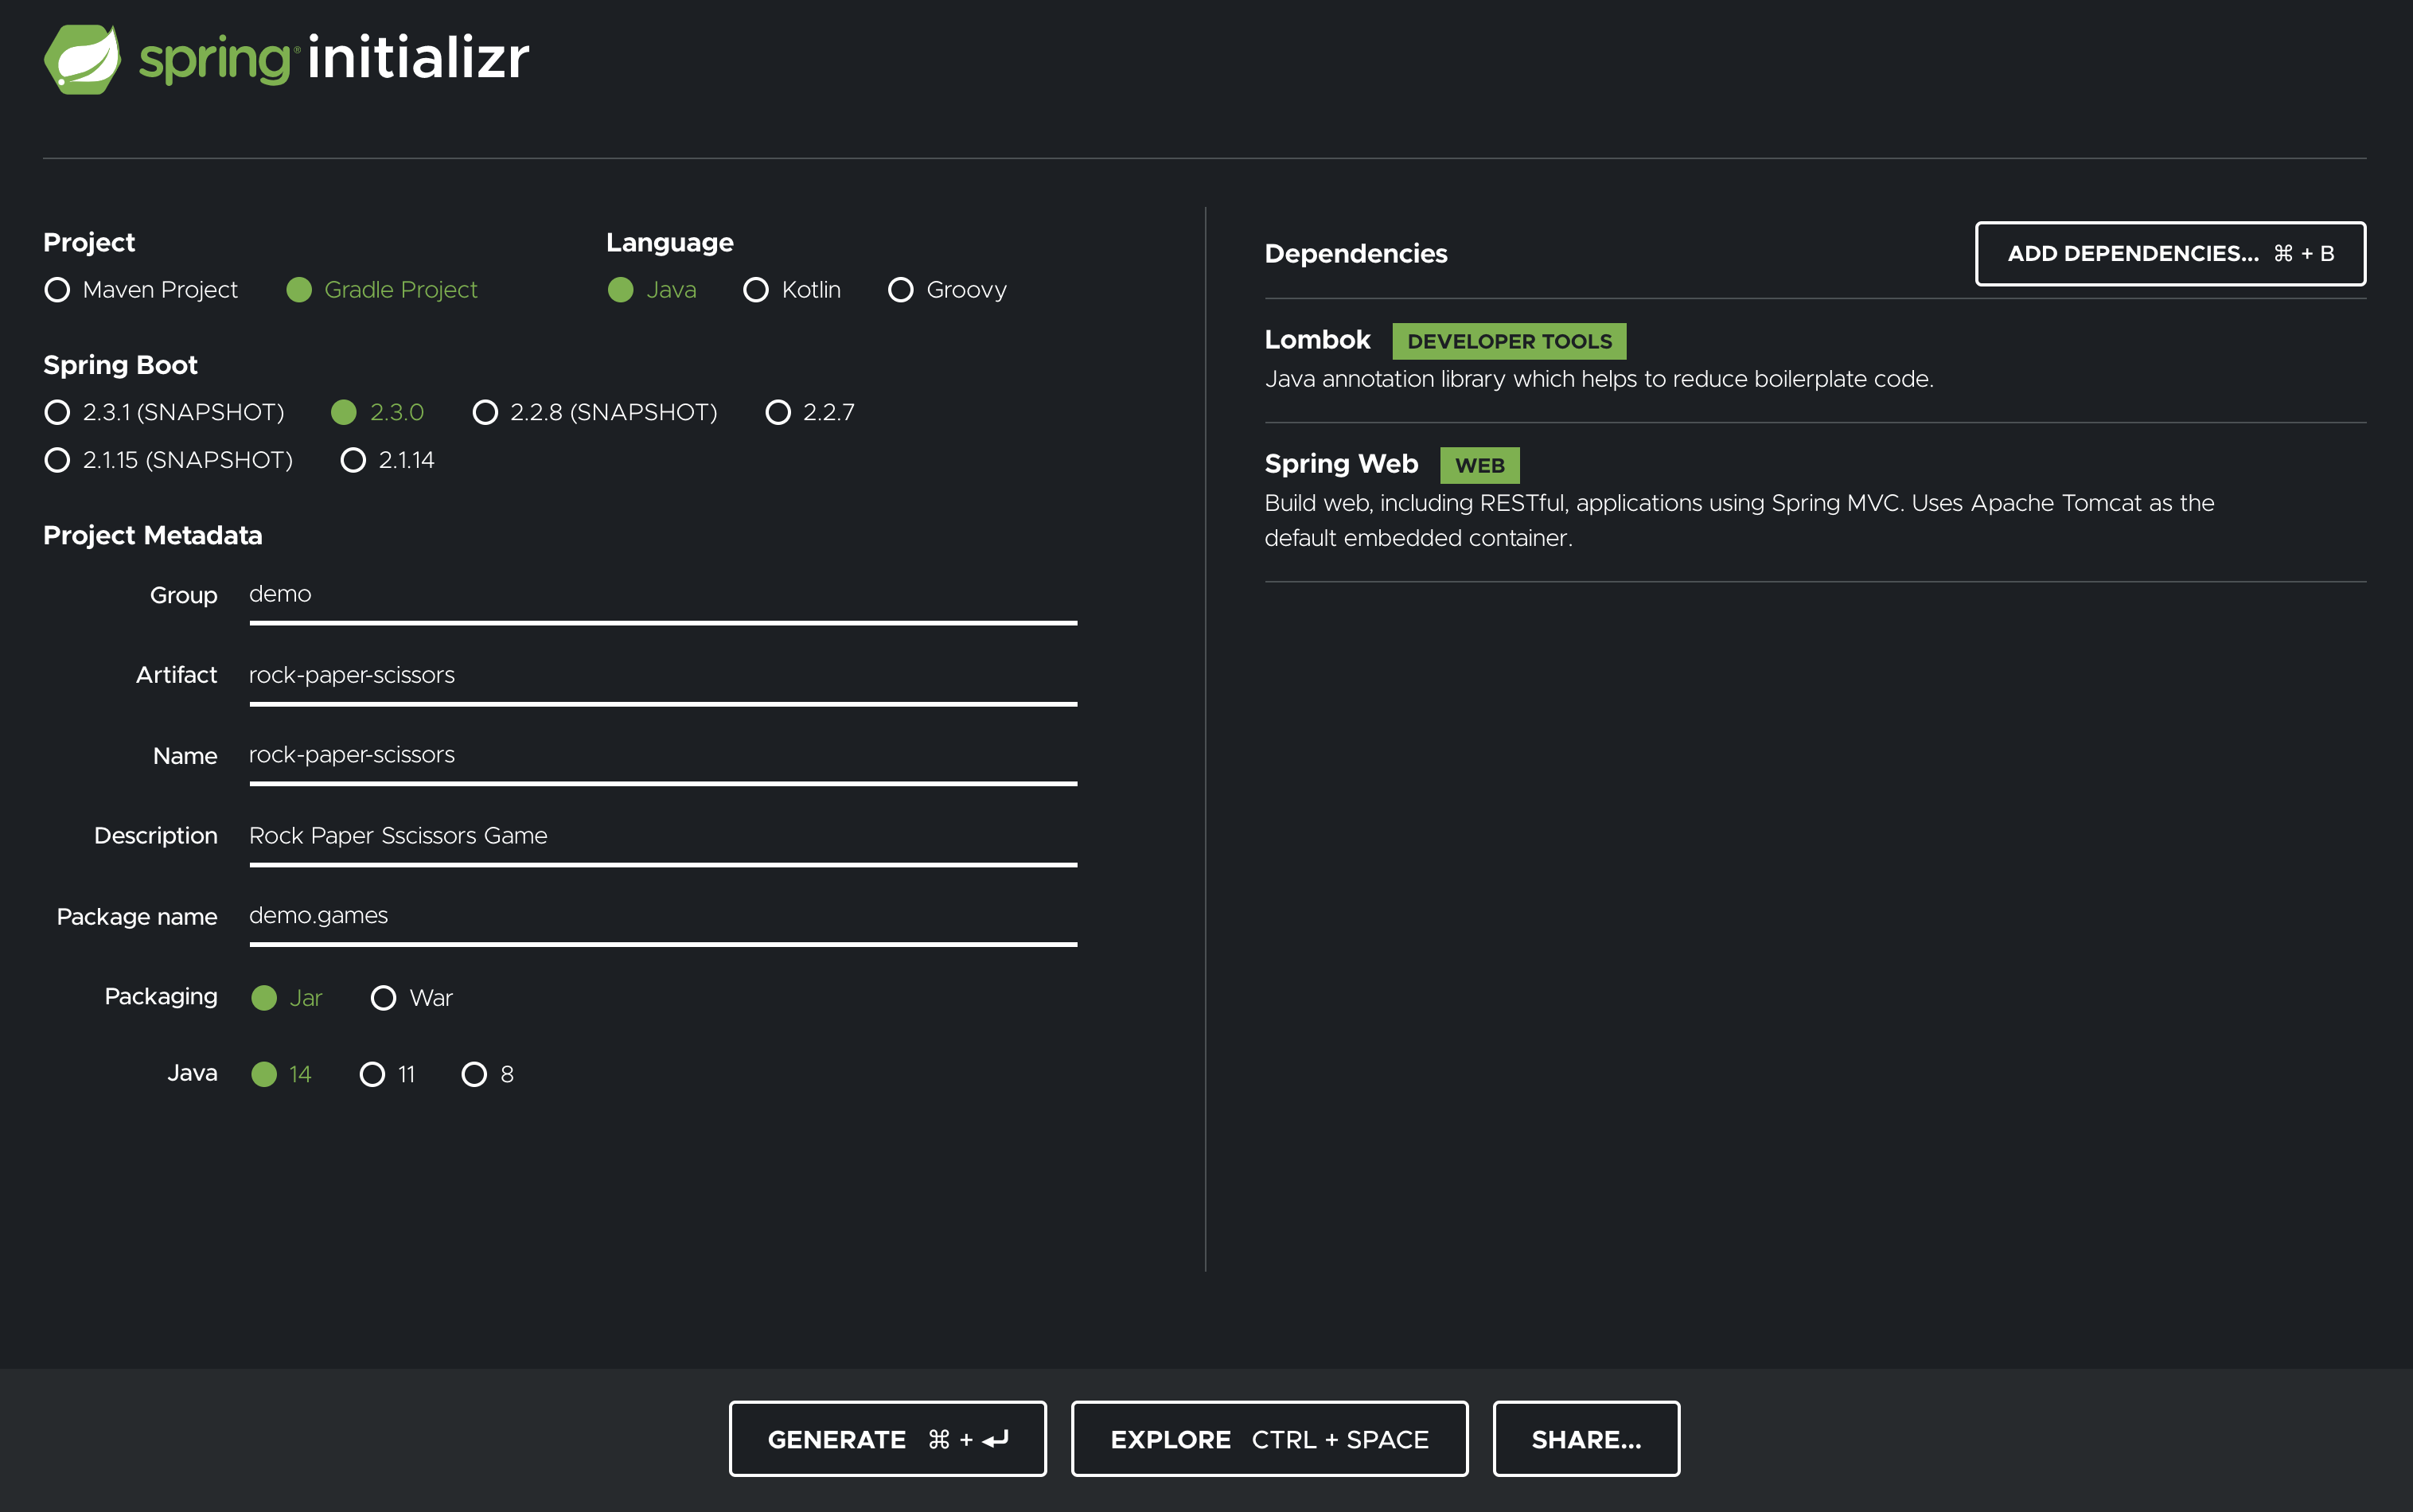 spring® initializr
Project
Maven Project Gradle Project
Language
Java Kotlin Groovy
Spring Boot
2.3.1 (SNAPSHOT) 2.3.0 2.2.8 (SNAPSHOT) 2.2.7
2.1.15 (SNAPSHOT) 2.1.14
Project Metadata
Group demo
Artifact rock-paper-scissors
Name rock-paper-scissors
Description Rock Paper Sscissors Game
Package name demo.games
Packaging Jar War
Java 14 11 8
Dependencies ADD DEPENDENCIES... ⌘ + B
Lombok DEVELOPER TOOLS
Java annotation library which helps to reduce boilerplate code.
Spring Web WEB
Build web, including RESTful, applications using Spring MVC. Uses Apache Tomcat as the
default embedded container.
GENERATE ⌘ + ⏎ EXPLORE CTRL + SPACE SHARE...